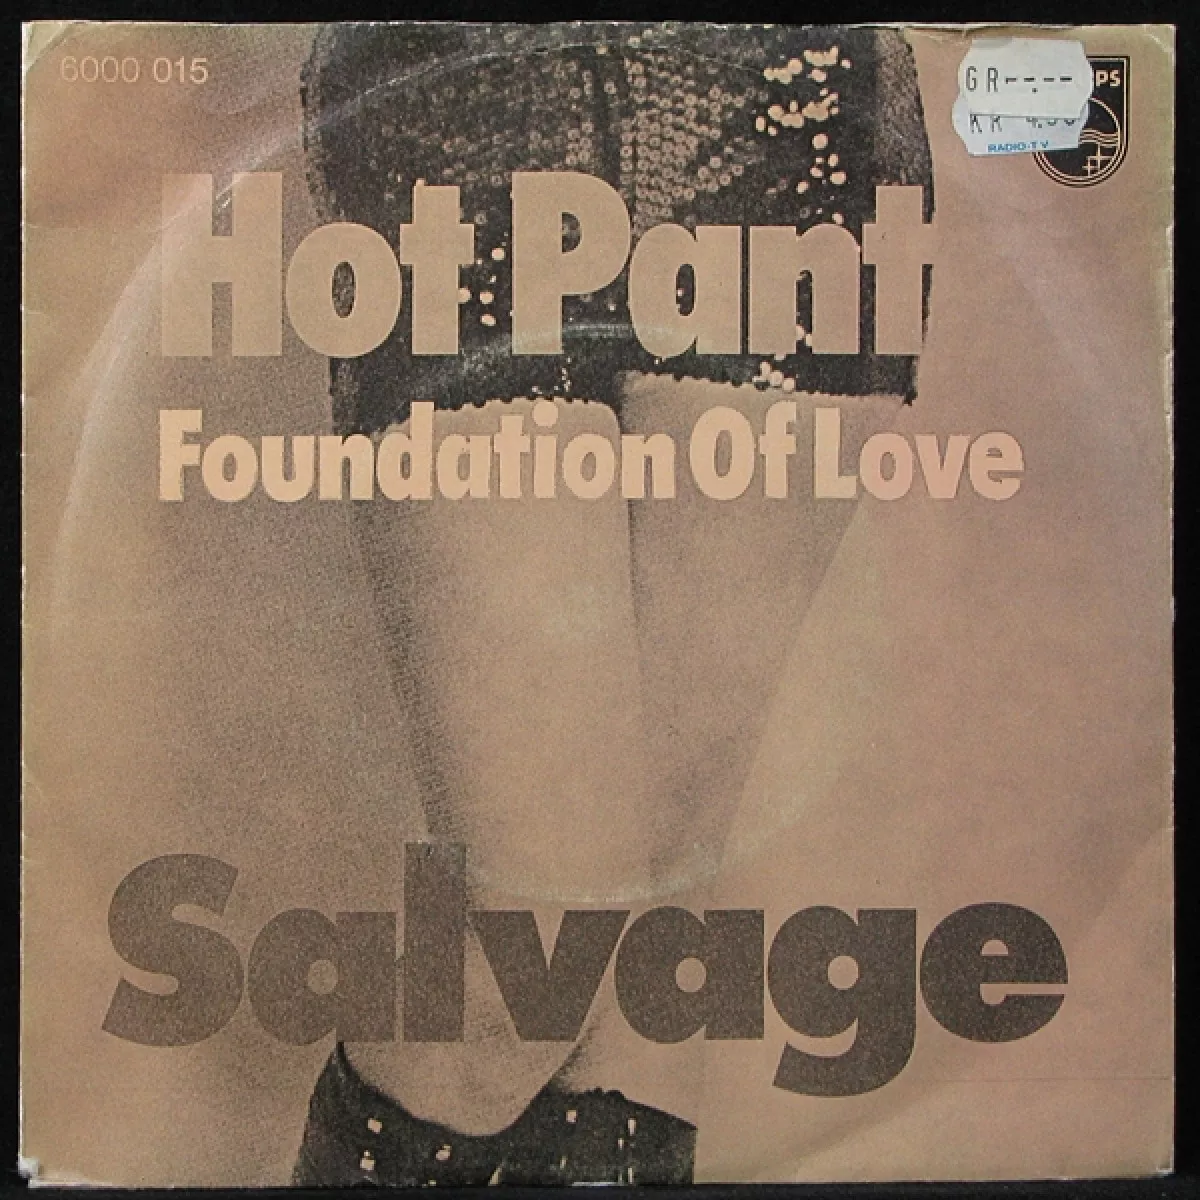 6000 015
GR--.--
KR
RADIO-TV
Hot Pant
Foundation Of Love
Salvage